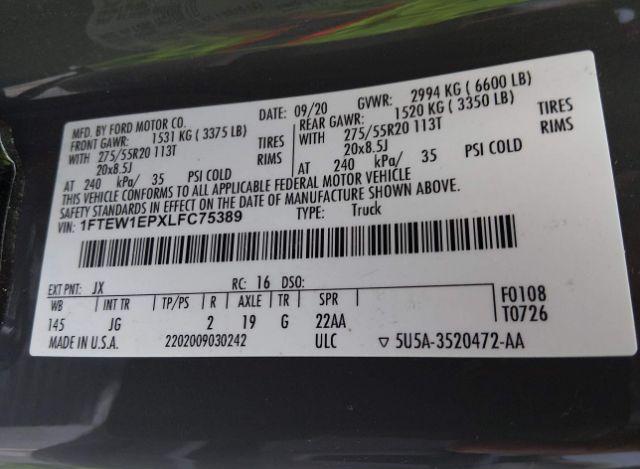 MFD. BY FORD MOTOR CO. DATE: 09/20 GVWR: 2994 KG ( 6600 LB)
FRONT GAWR: 1531 KG ( 3375 LB) REAR GAWR: 1520 KG ( 3350 LB)
WITH 275/55R20 113T TIRES WITH 275/55R20 113T TIRES
20x8.5J RIMS 20x8.5J RIMS
AT 240 kPa/ 35 PSI COLD AT 240 kPa/ 35 PSI COLD
THIS VEHICLE CONFORMS TO ALL APPLICABLE FEDERAL MOTOR VEHICLE
SAFETY STANDARDS IN EFFECT ON THE DATE OF MANUFACTURE SHOWN ABOVE.
VIN: 1FTEW1EPXLFC75389 TYPE: Truck
EXT PNT: JX RC: 16 DSO:
WB INT TR TP/PS R AXLE TR SPR F0108
145 JG 2 19 G 22AA T0726
MADE IN U.S.A. 2202009030242 ULC ▽ 5U5A-3520472-AA